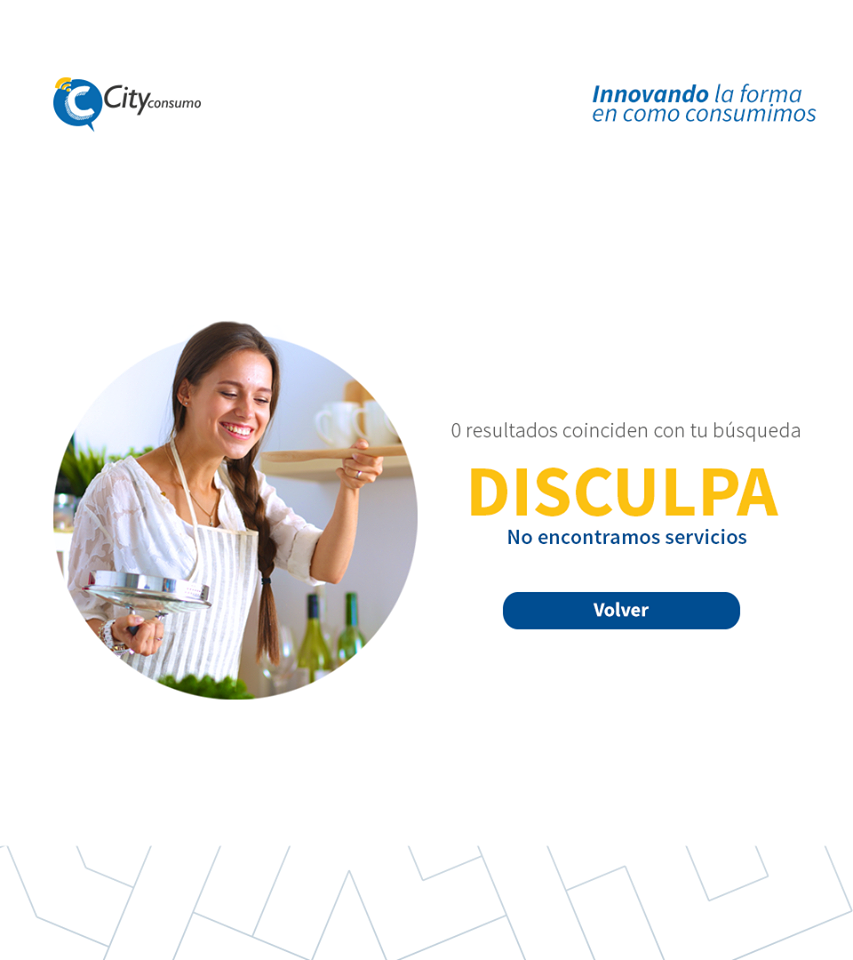 City consumo
Innovando la forma
en como consumimos
0 resultados coinciden con tu búsqueda
DISCULPA
No encontramos servicios
Volver